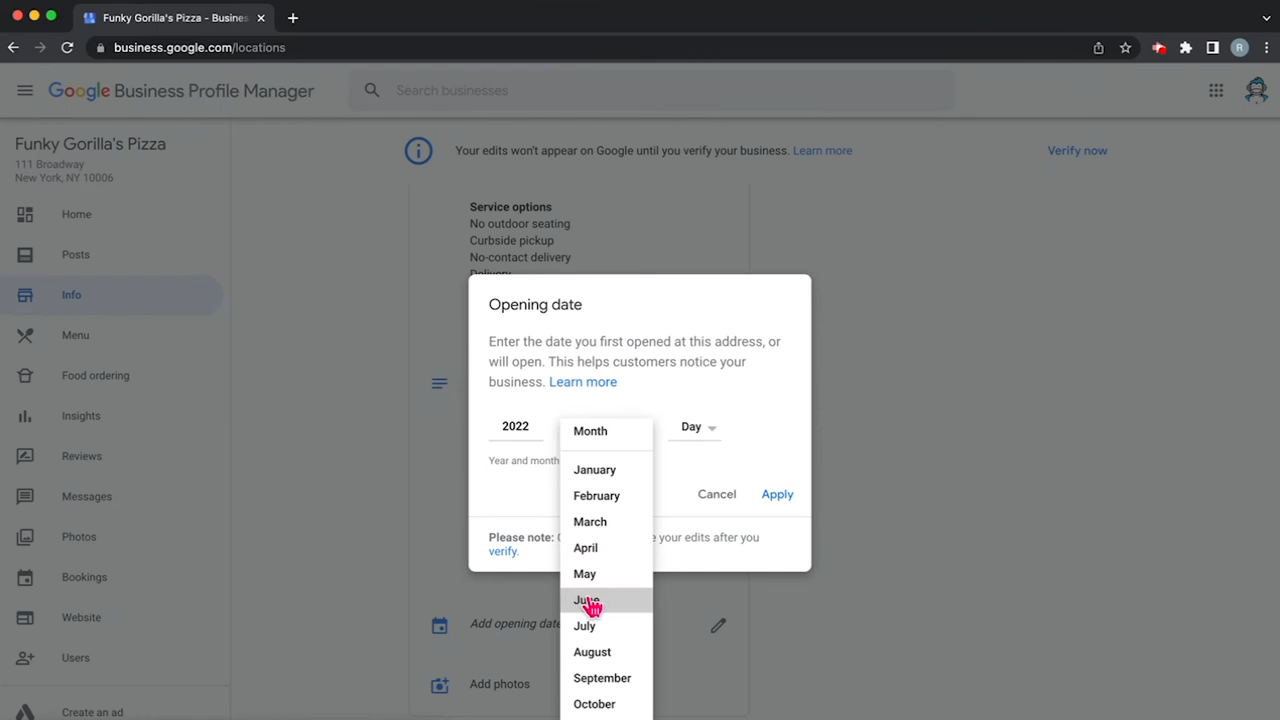 Funky Gorilla's Pizza - Busines
business.google.com/locations
R
Google Business Profile Manager
Search businesses
Funky Gorilla's Pizza
111 Broadway
New York, NY 10006
Home
Posts
Info
Menu
Food ordering
Insights
Reviews
Messages
Photos
Bookings
Website
Users
Create an ad
Your edits won't appear on Google until you verify your business. Learn more
Verify now
Service options
No outdoor seating
Curbside pickup
No-contact delivery
Delivery
Opening date
Enter the date you first opened at this address, or
will open. This helps customers notice your
business. Learn more
2022
Month
Day
Year and month
January
February
March
April
May
June
July
August
September
October
Cancel
Apply
Please note: your edits after you
verify.
Add opening date
Add photos